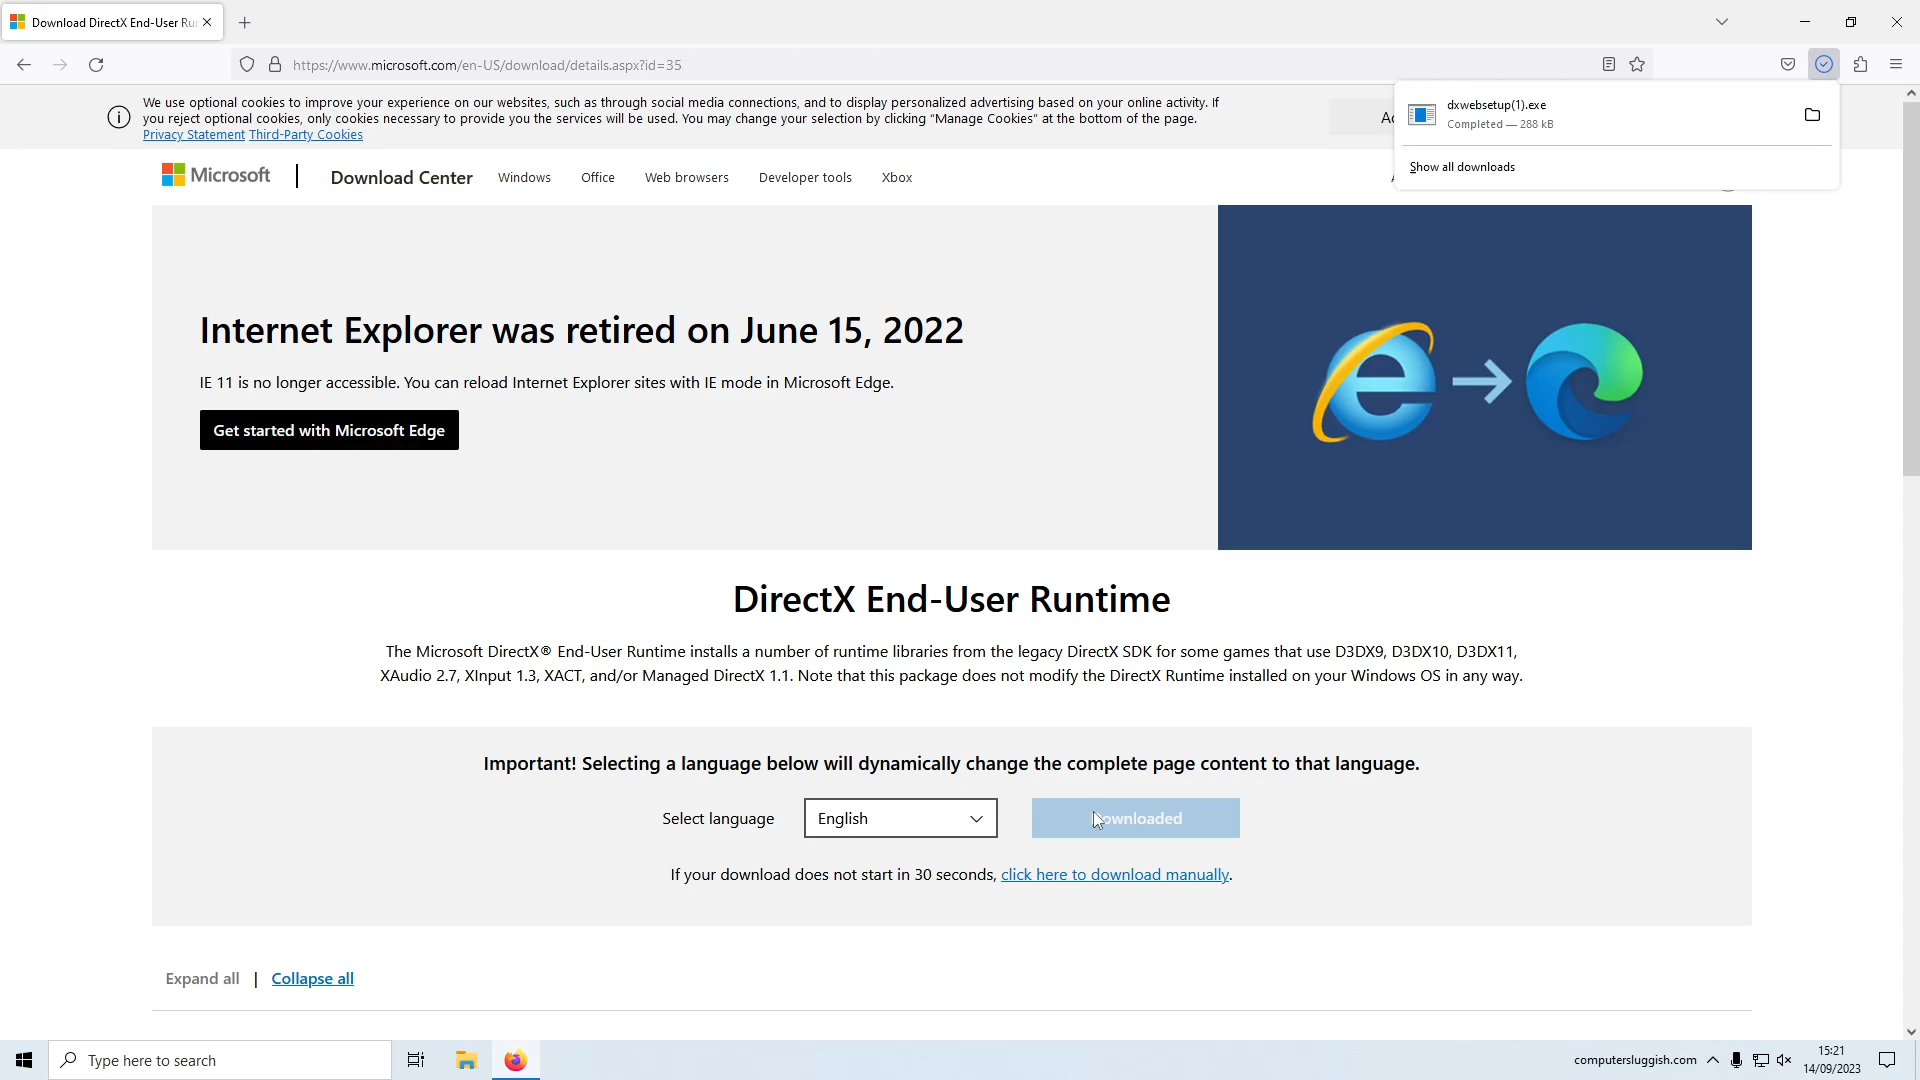 Download DirectX End-User Ru
https://www.microsoft.com/en-US/download/details.aspx?id=35
We use optional cookies to improve your experience on our websites, such as through social media connections, and to display personalized advertising based on your online activity. If
you reject optional cookies, only cookies necessary to provide you the services will be used. You may change your selection by clicking “Manage Cookies” at the bottom of the page.
Privacy Statement Third-Party Cookies
dxwebsetup(1).exe
Completed — 288 kB
Show all downloads
Microsoft
Download Center
Windows
Office
Web browsers
Developer tools
Xbox
Internet Explorer was retired on June 15, 2022
IE 11 is no longer accessible. You can reload Internet Explorer sites with IE mode in Microsoft Edge.
Get started with Microsoft Edge
DirectX End-User Runtime
The Microsoft DirectX® End-User Runtime installs a number of runtime libraries from the legacy DirectX SDK for some games that use D3DX9, D3DX10, D3DX11,
XAudio 2.7, XInput 1.3, XACT, and/or Managed DirectX 1.1. Note that this package does not modify the DirectX Runtime installed on your Windows OS in any way.
Important! Selecting a language below will dynamically change the complete page content to that language.
Select language
English
Downloaded
If your download does not start in 30 seconds, click here to download manually.
Expand all | Collapse all
Type here to search
computersluggish.com
15:21
14/09/2023